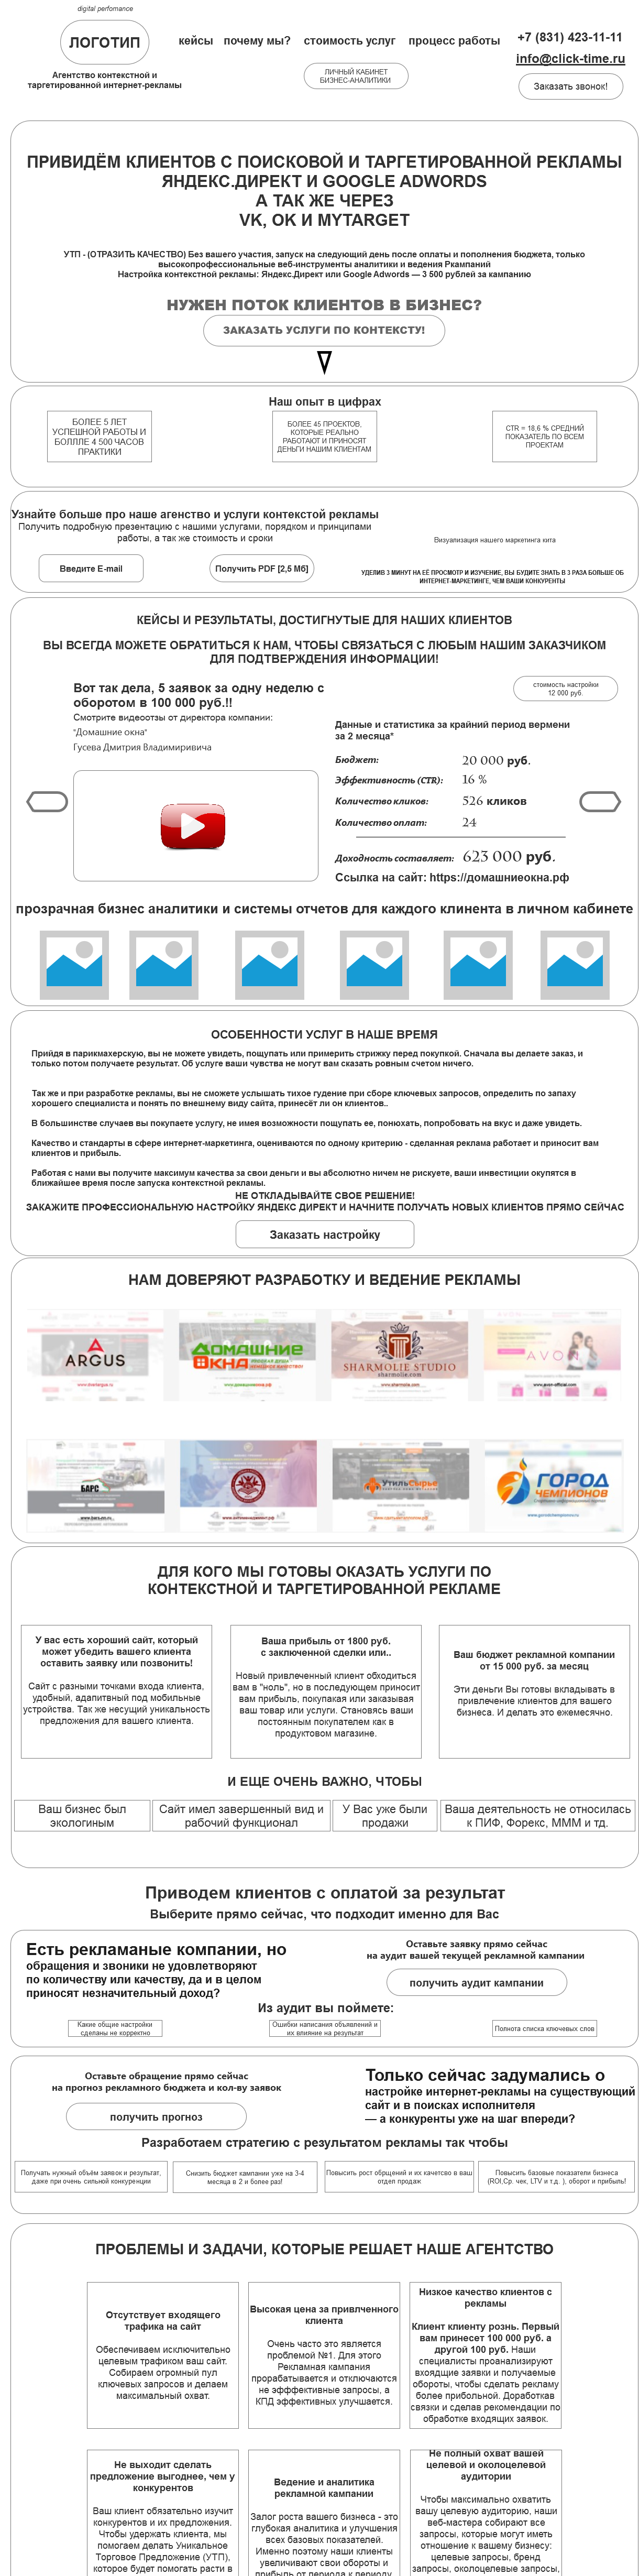 digital perfomance
ЛОГОТИП
Агентство контекстной и
таргетированной интернет-рекламы
кейсы почему мы? стоимость услуг процесс работы
ЛИЧНЫЙ КАБИНЕТ
БИЗНЕС-АНАЛИТИКИ
+7 (831) 423-11-11
info@click-time.ru
Заказать звонок!
ПРИВИДЁМ КЛИЕНТОВ С ПОИСКОВОЙ И ТАРГЕТИРОВАННОЙ РЕКЛАМЫ
ЯНДЕКС.ДИРЕКТ И GOOGLE ADWORDS
А ТАК ЖЕ ЧЕРЕЗ
VK, OK И MYTARGET
УТП - (ОТРАЗИТЬ КАЧЕСТВО) Без вашего участия, запуск на следующий день после оплаты и пополнения бюджета, только
высокопрофессиональные веб-инструменты аналитики и ведения Ркампаний
Настройка контекстной рекламы: Яндекс.Директ или Google Adwords — 3 500 рублей за кампанию
НУЖЕН ПОТОК КЛИЕНТОВ В БИЗНЕС?
ЗАКАЗАТЬ УСЛУГИ ПО КОНТЕКСТУ!
Наш опыт в цифрах
БОЛЕЕ 5 ЛЕТ
УСПЕШНОЙ РАБОТЫ И
БОЛЛЛЕ 4 500 ЧАСОВ
ПРАКТИКИ
БОЛЕЕ 45 ПРОЕКТОВ,
КОТОРЫЕ РЕАЛЬНО
РАБОТАЮТ И ПРИНОСЯТ
ДЕНЬГИ НАШИМ КЛИЕНТАМ
CTR = 18,6 % СРЕДНИЙ
ПОКАЗАТЕЛЬ ПО ВСЕМ
ПРОЕКТАМ
Узнайте больше про наше агенство и услуги контекстой рекламы
Получить подробную презентацию с нашими услугами, порядком и принципами
работы, а так же стоимость и сроки
Введите E-mail
Получить PDF [2,5 Мб]
Визуализация нашего маркетинга кита
УДЕЛИВ 3 МИНУТ НА ЕЁ ПРОСМОТР И ИЗУЧЕНИЕ, ВЫ БУДИТЕ ЗНАТЬ В 3 РАЗА БОЛЬШЕ ОБ
ИНТЕРНЕТ-МАРКЕТИНГЕ, ЧЕМ ВАШИ КОНКУРЕНТЫ
КЕЙСЫ И РЕЗУЛЬТАТЫ, ДОСТИГНУТЫЕ ДЛЯ НАШИХ КЛИЕНТОВ
ВЫ ВСЕГДА МОЖЕТЕ ОБРАТИТЬСЯ К НАМ, ЧТОБЫ СВЯЗАТЬСЯ С ЛЮБЫМ НАШИМ ЗАКАЗЧИКОМ
ДЛЯ ПОДТВЕРЖДЕНИЯ ИНФОРМАЦИИ!
Вот так дела, 5 заявок за одну неделю с
оборотом в 100 000 руб.!!
Смотрите видеоотзы от директора компании:
"Домашние окна"
Гусева Дмитрия Владимиривича
стоимость настройки
12 000 руб.
Данные и статистика за крайний период вермени
за 2 месяца*
Бюджет: 20 000 руб.
Эффективность (CTR): 16 %
Количество кликов: 526 кликов
Количество оплат: 24
Доходность составляет: 623 000 руб.
Ссылка на сайт: https://домашниеокна.рф
прозрачная бизнес аналитики и системы отчетов для каждого клинента в личном кабинете
ОСОБЕННОСТИ УСЛУГ В НАШЕ ВРЕМЯ
Прийдя в парикмахерскую, вы не можете увидеть, пощупать или примерить стрижку перед покупкой. Сначала вы делаете заказ, и
только потом получаете результат. Об услуге ваши чувства не могут вам сказать ровным счетом ничего.
Так же и при разработке рекламы, вы не сможете услышать тихое гудение при сборе ключевых запросов, определить по запаху
хорошего специалиста и понять по внешнему виду сайта, принесёт ли он клиентов..
В большинстве случаев вы покупаете услугу, не имея возможности пощупать ее, понюхать, попробовать на вкус и даже увидеть.
Качество и стандарты в сфере интернет-маркетинга, оцениваются по одному критерию - сделанная реклама работает и приносит вам
клиентов и прибыль.
Работая с нами вы получите максимум качества за свои деньги и вы абсолютно ничем не рискуете, ваши инвестиции окупятся в
ближайшее время после запуска контекстной рекламы.
НЕ ОТКЛАДЫВАЙТЕ СВОЕ РЕШЕНИЕ!
ЗАКАЖИТЕ ПРОФЕССИОНАЛЬНУЮ НАСТРОЙКУ ЯНДЕКС ДИРЕКТ И НАЧНИТЕ ПОЛУЧАТЬ НОВЫХ КЛИЕНТОВ ПРЯМО СЕЙЧАС
Заказать настройку
НАМ ДОВЕРЯЮТ РАЗРАБОТКУ И ВЕДЕНИЕ РЕКЛАМЫ
ARGUS
ДОМАШНИЕ
ОКНА
SHARMOLIE STUDIO
sharmolie.com
www.sharmolie.com
AVON
БАРС
УтильСырье
ГОРОД
ЧЕМПИОНОВ
ДЛЯ КОГО МЫ ГОТОВЫ ОКАЗАТЬ УСЛУГИ ПО
КОНТЕКСТНОЙ И ТАРГЕТИРОВАННОЙ РЕКЛАМЕ
У вас есть хороший сайт, который
может убедить вашего клиента
оставить заявку или позвонить!
Сайт с разными точками входа клиента,
удобный, адапитвный под мобильные
устройства. Так же несущий уникальность
предложения для вашего клиента.
Ваша прибыль от 1800 руб.
с заключенной сделки или..
Новый привлеченный клиент обходиться
вам в "ноль", но в последующем приносит
вам прибыль, покупакая или заказывая
ваш товар или услуги. Становясь ваши
постоянным покупателем как в
продуктовом магазине.
Ваш бюджет рекламной компании
от 15 000 руб. за месяц
Эти деньги Вы готовы вкладывать в
привлечение клиентов для вашего
бизнеса. И делать это ежемесячно.
И ЕЩЕ ОЧЕНЬ ВАЖНО, ЧТОБЫ
Ваш бизнес был
экологиным
Сайт имел завершенный вид и
рабочий функционал
У Вас уже были
продажи
Ваша деятельность не относилась
к ПИФ, Форекс, МММ и тд.
Приводем клиентов с оплатой за результат
Выберите прямо сейчас, что подходит именно для Вас
Есть рекламаные компании, но
обращения и звоники не удовлетворяют
по количеству или качеству, да и в целом
приносят незначительный доход?
Оставьте заявку прямо сейчас
на аудит вашей текущей рекламной кампании
получить аудит кампании
Из аудит вы поймете:
Какие общие настройки
сделаны не корректно
Ошибки написания объявлений и
их влияние на результат
Полнота списка ключевых слов
Оставьте обращение прямо сейчас
на прогноз рекламного бюджета и кол-ву заявок
получить прогноз
Только сейчас задумались о
настройке интернет-рекламы на существующий
сайт и в поисках исполнителя
— а конкуренты уже на шаг впереди?
Разработаем стратегию с результатом рекламы так чтобы
Получать нужный объём заявок и результат,
даже при очень сильной конкуренции
Снизить бюджет кампании уже на 3-4
месяца в 2 и более раз!
Повысить рост обрщений и их качетсво в ваш
отдел продаж
Повысить базовые показатели бизнеса
(ROI,Ср. чек, LTV и т.д. ), оборот и прибыль!
ПРОБЛЕМЫ И ЗАДАЧИ, КОТОРЫЕ РЕШАЕТ НАШЕ АГЕНТСТВО
Отсутствует входящего
трафика на сайт
Обеспечиваем исключительно
целевым трафиком ваш сайт.
Собираем огромный пул
ключевых запросов и делаем
максимальный охват.
Высокая цена за привлченного
клиента
Очень часто это является
проблемой №1. Для этого
Рекламная кампания
прорабатывается и отключаются
не эфффективные запросы, а
КПД эффективных улучшается.
Низкое качество клиентов с
рекламы
Клиент клиенту рознь. Первый
вам принесет 100 000 руб. а
другой 100 руб. Наши
специалисты проанализируют
входящие заявки и получаемые
обороты, чтобы сделать рекламу
более прибольной. Доработкав
связки и сделав рекомендации по
обработке входящих заявок.
Не выходит сделать
предложение выгоднее, чем у
конкурентов
Ваш клиент обязательно изучит
конкурентов и их предложения.
Чтобы удержать клиента, мы
помогаем делать Уникальное
Торговое Предложение (УТП),
которое будет помогать расти в
Ведение и аналитика
рекламной кампании
Залог роста вашего бизнеса - это
глубокая аналитика и улучшения
всех базовых показателей.
Именно поэтому наши клиенты
увеличивают свои обороты и
прибыль от периода к периоду.
Не полный охват вашей
целевой и околоцелевой
аудитории
Чтобы максимально охватить
вашу целевую аудиторию, наши
веб-мастера собирают все
запросы, которые могут иметь
отношение к вашему бизнесу:
целевые запросы, бренд
запросы, околоцелевые запросы,